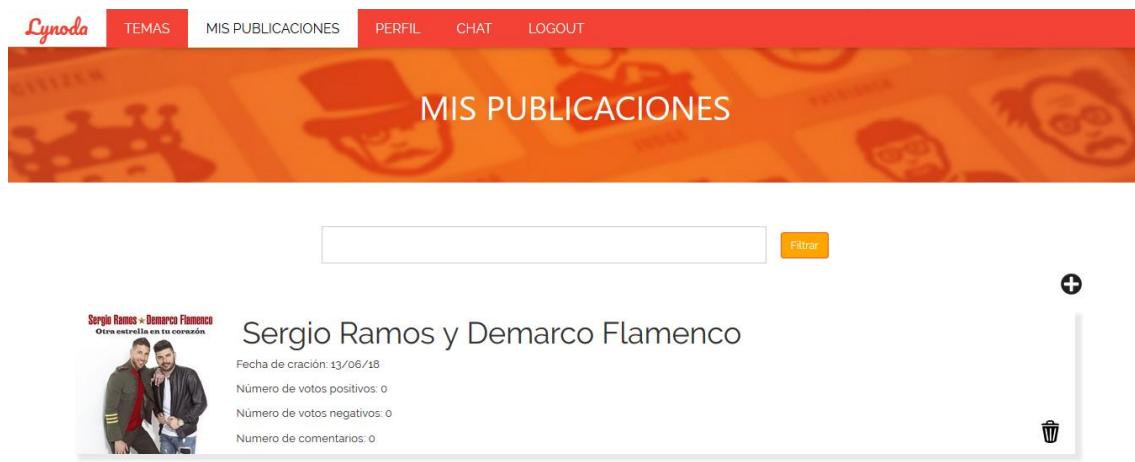 Lynoda TEMAS MIS PUBLICACIONES PERFIL CHAT LOGOUT
MIS PUBLICACIONES
Filtrar
Sergio Ramos ★ Demarco Flamenco
Otra estrella en tu corazón
Sergio Ramos y Demarco Flamenco
Fecha de cración: 13/06/18
Número de votos positivos: 0
Número de votos negativos: 0
Numero de comentarios: 0